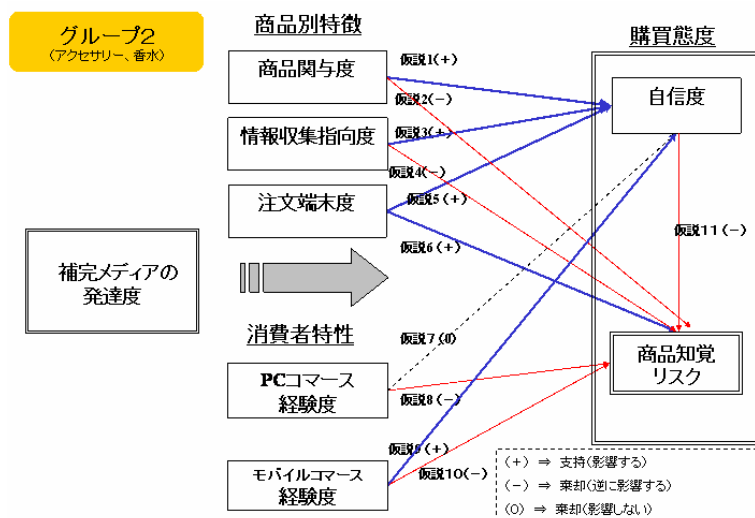 グループ2
(アクセサリー、香水)
商品別特徴
購買態度
商品関与度
情報収集指向度
注文端末度
補完メディアの
発達度
消費者特性
PCコマース
経験度
モバイルコマース
経験度
仮説1(+)
仮説2(-)
仮説3(+)
仮説4(-)
仮説5(+)
仮説6(+)
仮説7(0)
仮説8(-)
仮説9(+)
仮説10(-)
仮説11(-)
自信度
商品知覚
リスク
(+) ⇒ 支持(影響する)
(-) ⇒ 棄却(逆に影響する)
(0) ⇒ 棄却(影響しない)